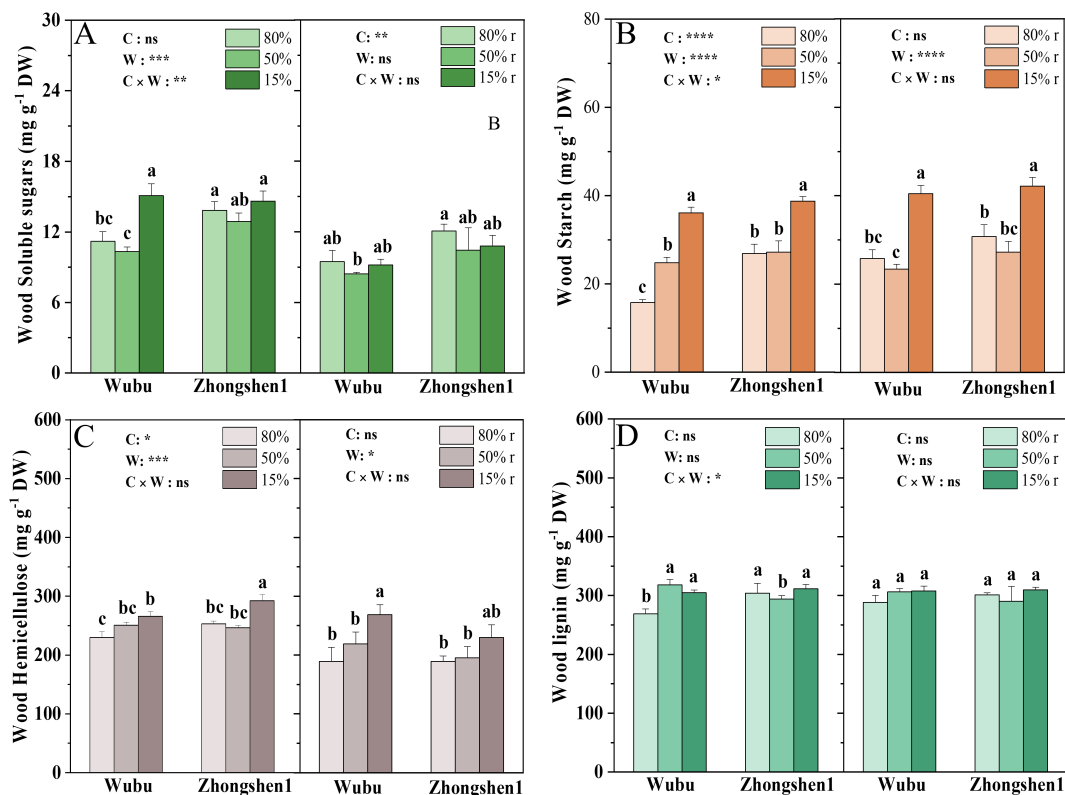 A
Wood Soluble sugars (mg g⁻¹ DW)
30
24
18
12
6
0
C : ns
W : ***
C × W : **
80%
50%
15%
bc
c
a
a
ab
a
Wubu
Zhongshen1
C: **
W: ns
C × W : ns
80% r
50% r
15% r
B
ab
b
ab
a
ab
ab
Wubu
Zhongshen1
B
Wood Starch (mg g⁻¹ DW)
80
60
40
20
0
C : ****
W : ****
C × W : *
80%
50%
15%
c
b
a
b
b
a
Wubu
Zhongshen1
C: ns
W : ****
C × W: ns
80% r
50% r
15% r
bc
c
a
b
bc
a
Wubu
Zhongshen1
C
Wood Hemicellulose (mg g⁻¹ DW)
600
500
400
300
200
100
0
C: *
W: ***
C × W : ns
80%
50%
15%
c
bc
b
bc
bc
a
Wubu
Zhongshen1
C: ns
W: *
C × W : ns
80% r
50% r
15% r
b
b
a
b
b
ab
Wubu
Zhongshen1
D
Wood lignin (mg g⁻¹ DW)
600
500
400
300
200
100
0
C: ns
W: ns
C × W : *
80%
50%
15%
b
a
a
a
b
a
Wubu
Zhongshen1
C: ns
W: ns
C × W : ns
80% r
50% r
15% r
a
a
a
a
a
a
Wubu
Zhongshen1